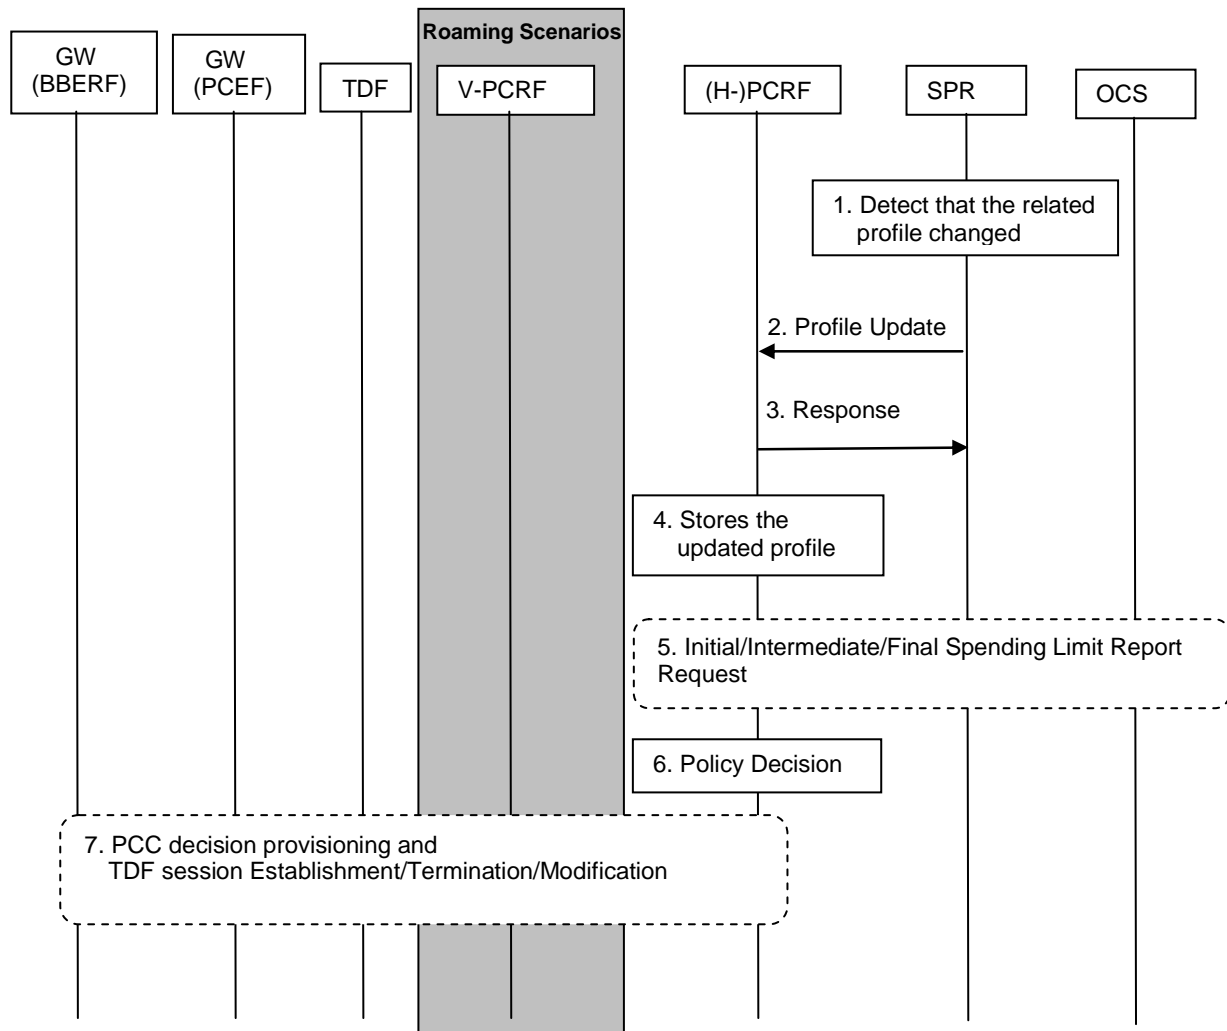 Roaming Scenarios
GW
(BBERF)
GW
(PCEF)
TDF
V-PCRF
(H-)PCRF
SPR
OCS
1. Detect that the related
profile changed
2. Profile Update
3. Response
4. Stores the
updated profile
5. Initial/Intermediate/Final Spending Limit Report
Request
6. Policy Decision
7. PCC decision provisioning and
TDF session Establishment/Termination/Modification